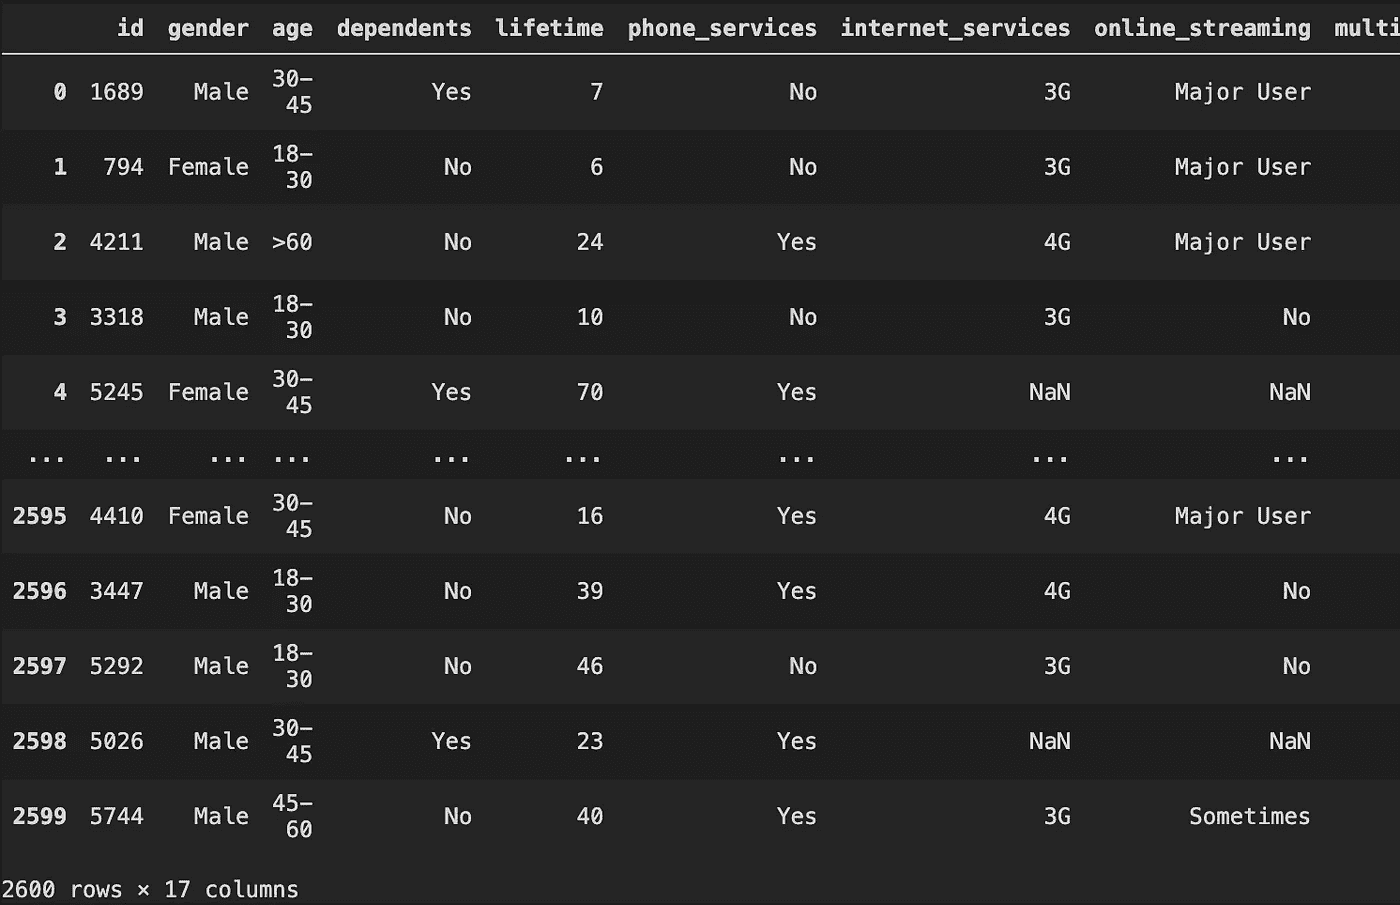 id gender age dependents lifetime phone_services internet_services online_streaming multi
0 1689 Male 30–45 Yes 7 No 3G Major User
1 794 Female 18–30 No 6 No 3G Major User
2 4211 Male >60 No 24 Yes 4G Major User
3 3318 Male 18–30 No 10 No 3G No
4 5245 Female 30–45 Yes 70 Yes NaN NaN
... ... ... ... ... ... ... ... ...
2595 4410 Female 30–45 No 16 Yes 4G Major User
2596 3447 Male 18–30 No 39 Yes 4G No
2597 5292 Male 18–30 No 46 No 3G No
2598 5026 Male 30–45 Yes 23 Yes NaN NaN
2599 5744 Male 45–60 No 40 Yes 3G Sometimes
2600 rows × 17 columns